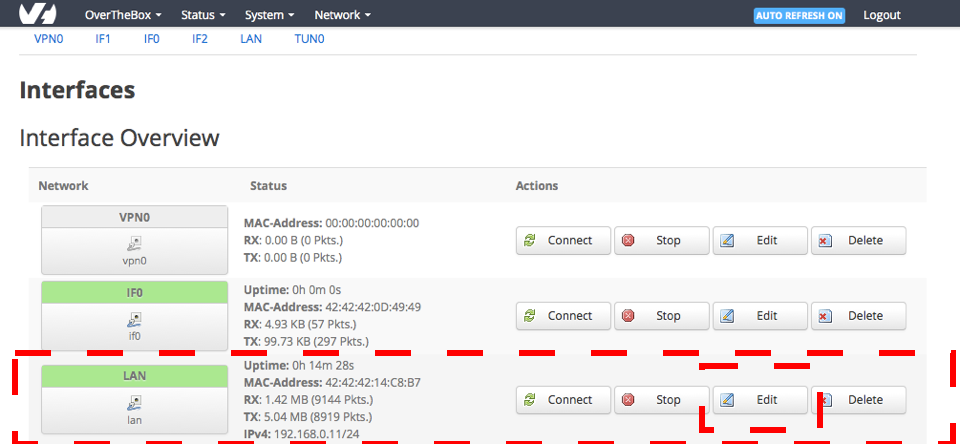 OverTheBox Status System Network AUTO REFRESH ON Logout
VPN0 IF1 IF0 IF2 LAN TUN0
Interfaces
Interface Overview
Network Status Actions
VPN0
vpn0
MAC-Address: 00:00:00:00:00:00
RX: 0.00 B (0 Pkts.)
TX: 0.00 B (0 Pkts.)
Connect Stop Edit Delete
IF0
if0
Uptime: 0h 0m 0s
MAC-Address: 42:42:42:0D:49:49
RX: 4.93 KB (57 Pkts.)
TX: 99.73 KB (297 Pkts.)
Connect Stop Edit Delete
LAN
lan
Uptime: 0h 14m 28s
MAC-Address: 42:42:42:14:C8:B7
RX: 1.42 MB (9144 Pkts.)
TX: 5.04 MB (8919 Pkts.)
IPv4: 192.168.0.11/24
Connect Stop Edit Delete